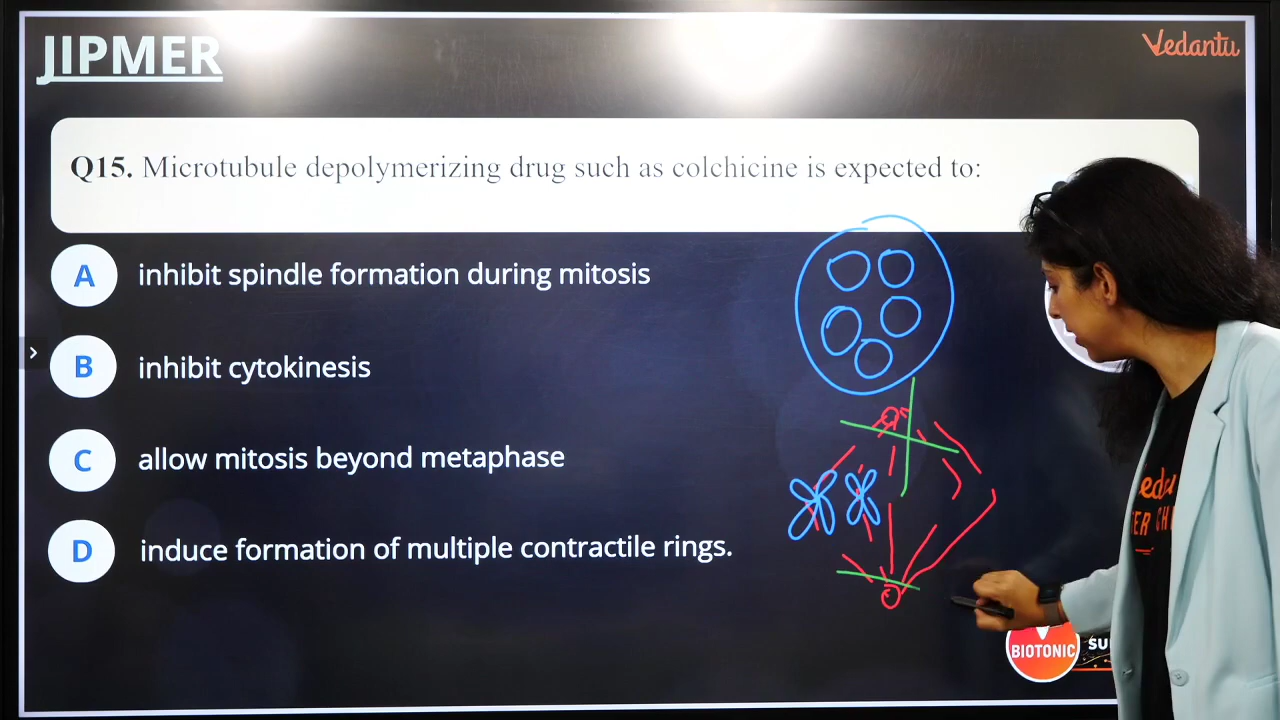 JIPMER
Vedantu
Q15. Microtubule depolymerizing drug such as colchicine is expected to:
A inhibit spindle formation during mitosis
B inhibit cytokinesis
C allow mitosis beyond metaphase
D induce formation of multiple contractile rings.
BIOTONIC